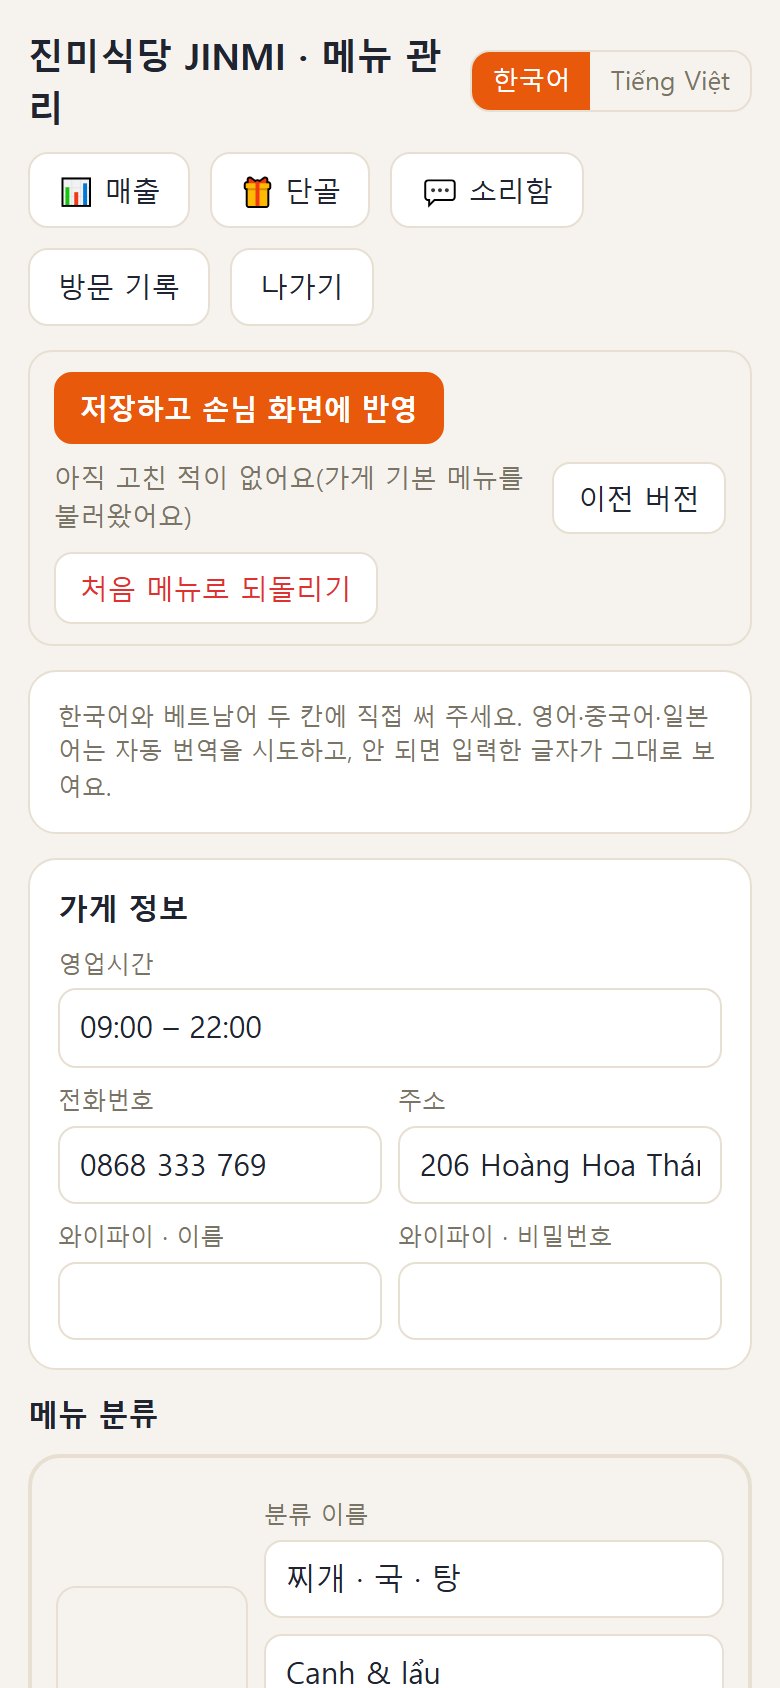 진미식당 JINMI · 메뉴 관
리
한국어
Tiếng Việt
매출
단골
소리함
방문 기록
나가기
저장하고 손님 화면에 반영
아직 고친 적이 없어요(가게 기본 메뉴를
불러왔어요)
이전 버전
처음 메뉴로 되돌리기
한국어와 베트남어 두 칸에 직접 써 주세요. 영어·중국어·일본
어는 자동 번역을 시도하고, 안 되면 입력한 글자가 그대로 보
여요.
가게 정보
영업시간
09:00 – 22:00
전화번호
주소
0868 333 769
206 Hoàng Hoa
와이파이 · 이름
와이파이 · 비밀번호
메뉴 분류
분류 이름
찌개 · 국 · 탕
Canh & lẩu